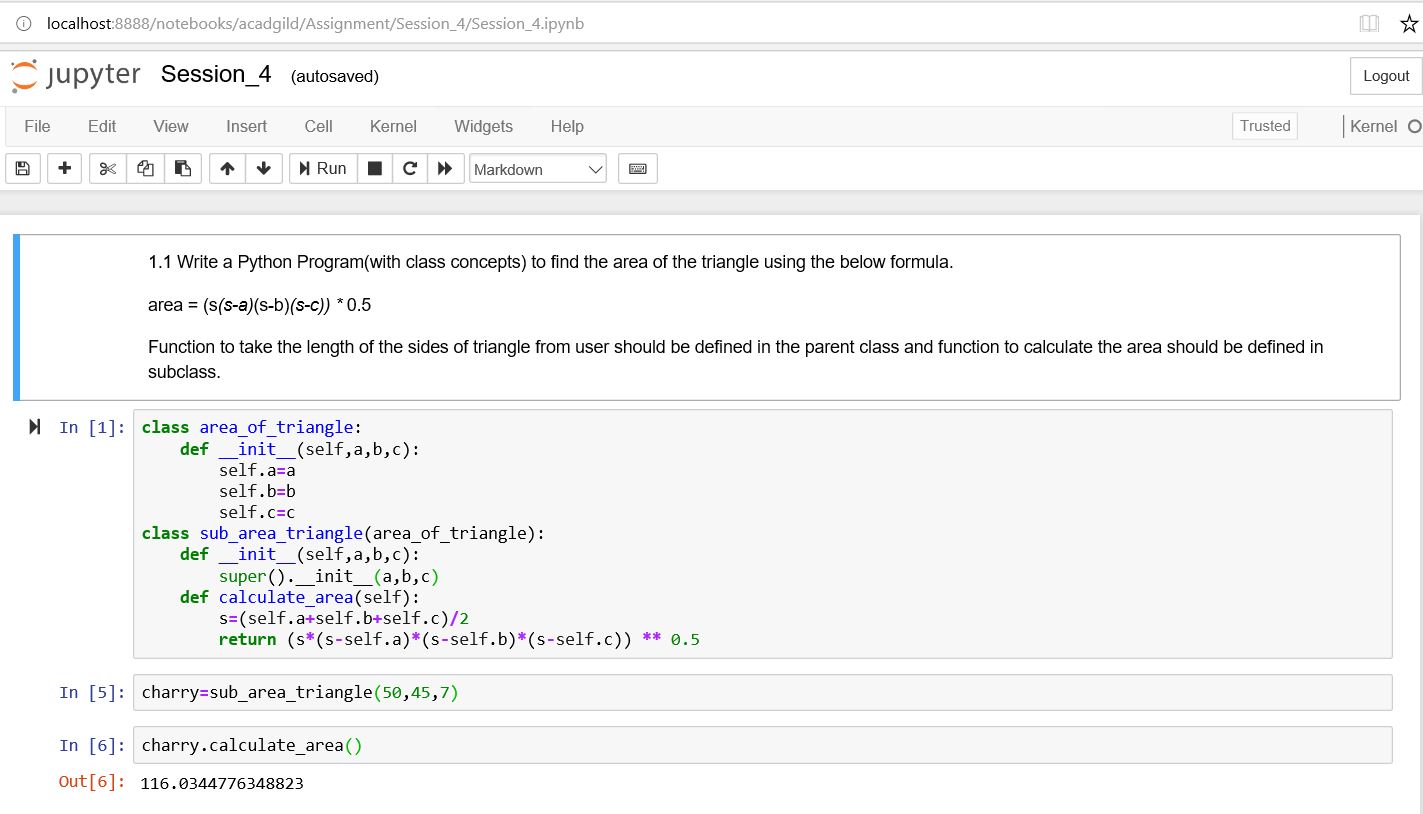 localhost:8888/notebooks/acadgild/Assignment/Session_4/Session_4.ipynb
jupyter Session_4 (autosaved) Logout
File Edit View Insert Cell Kernel Widgets Help Trusted Kernel
Run Markdown
1.1 Write a Python Program(with class concepts) to find the area of the triangle using the below formula.
area = (s(s-a)(s-b)(s-c)) * 0.5
Function to take the length of the sides of triangle from user should be defined in the parent class and function to calculate the area should be defined in
subclass.
In [1]: class area_of_triangle:
    def __init__(self,a,b,c):
        self.a=a
        self.b=b
        self.c=c
class sub_area_triangle(area_of_triangle):
    def __init__(self,a,b,c):
        super().__init__(a,b,c)
    def calculate_area(self):
        s=(self.a+self.b+self.c)/2
        return (s*(s-self.a)*(s-self.b)*(s-self.c)) ** 0.5
In [5]: charry=sub_area_triangle(50,45,7)
In [6]: charry.calculate_area()
Out[6]: 116.0344776348823